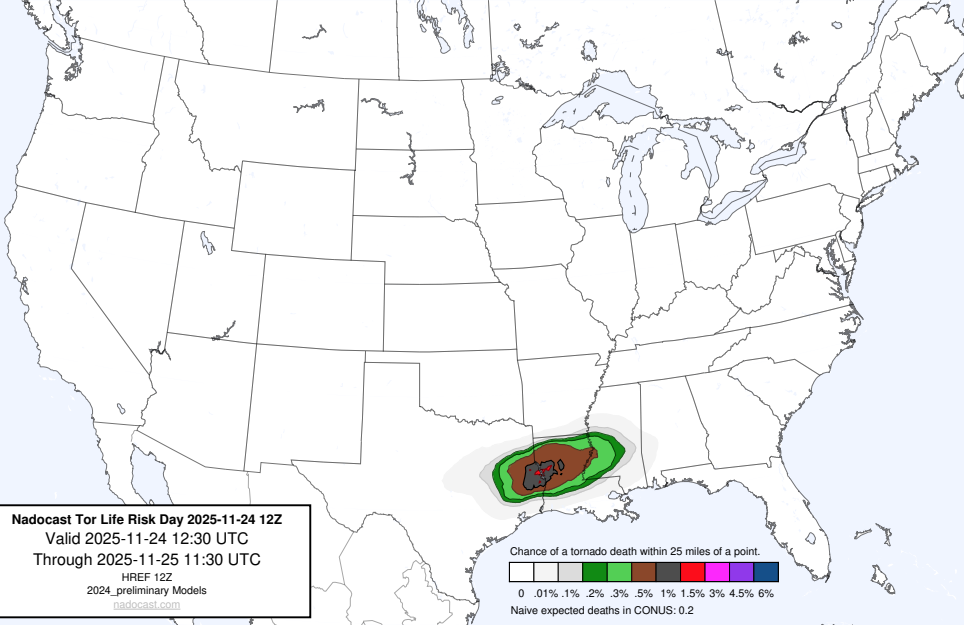 Nadocast Tor Life Risk Day 2025-11-24 12Z
Valid 2025-11-24 12:30 UTC
Through 2025-11-25 11:30 UTC
HREF 12Z
2024_preliminary Models
nadocast.com
Chance of a tornado death within 25 miles of a point.
0 .01% .1% .2% .3% .5% 1% 1.5% 3% 4.5% 6%
Naive expected deaths in CONUS: 0.2